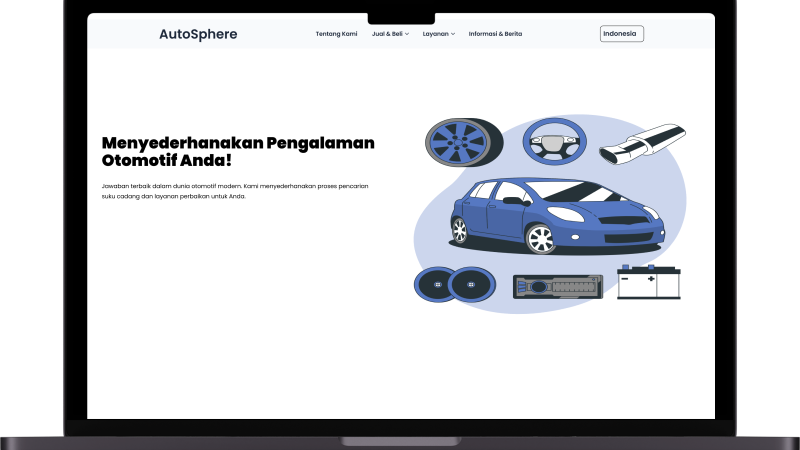 AutoSphere
Tentang Kami
Jual & Beli
Layanan
Informasi & Berita
Indonesia
Menyederhanakan Pengalaman
Otomotif Anda!
Jawaban terbaik dalam dunia otomotif modern. Kami menyederhanakan proses pencarian
suku cadang dan layanan perbaikan untuk Anda.